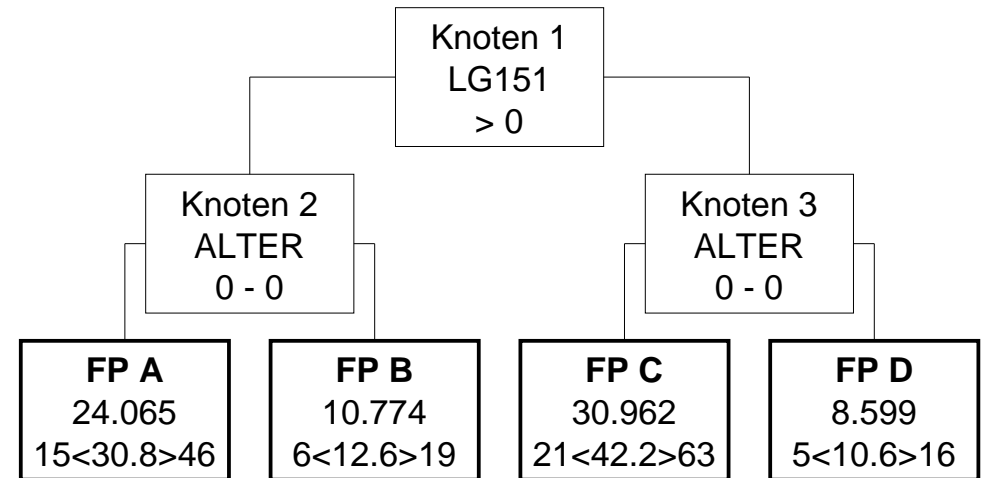 Knoten 1
LG151
> 0
Knoten 2
ALTER
0 - 0
Knoten 3
ALTER
0 - 0
FP A
24.065
15<30.8>46
FP B
10.774
6<12.6>19
FP C
30.962
21<42.2>63
FP D
8.599
5<10.6>16